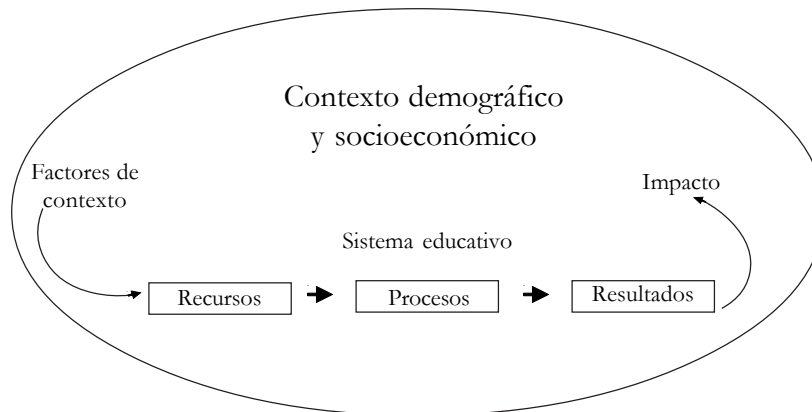 Contexto demográfico
y socioeconómico
Factores de
contexto
Impacto
Sistema educativo
Recursos
Procesos
Resultados